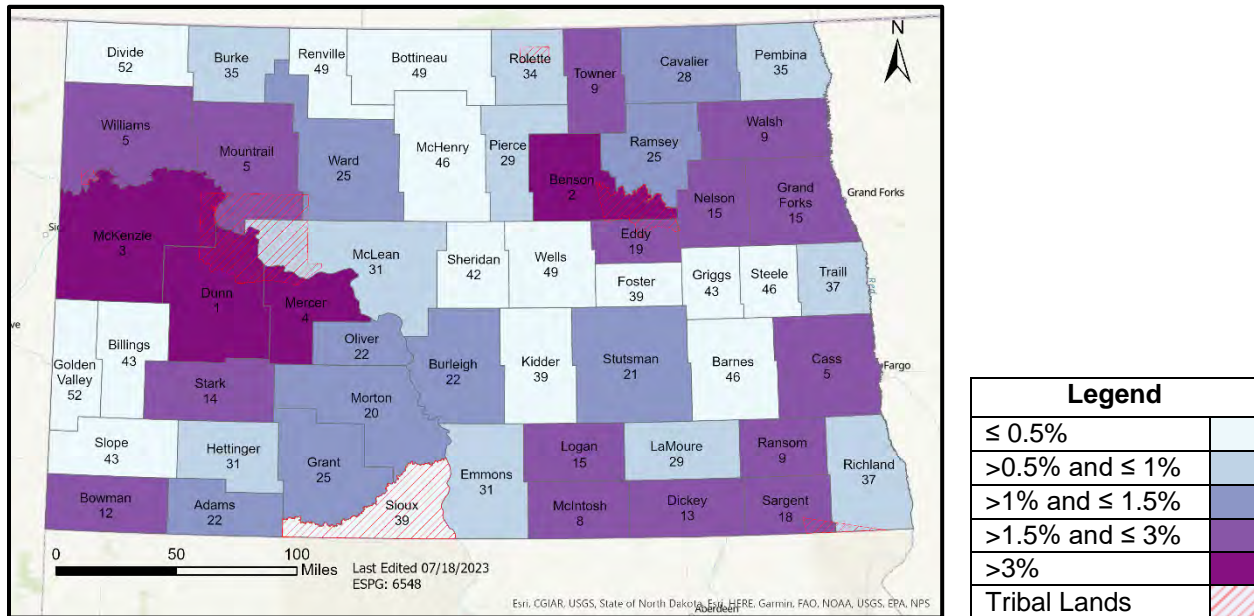 N
Divide
52
Burke
35
Renville
49
Bottineau
49
Rolette
34
Towner
9
Cavalier
28
Pembina
35
Williams
5
Mountrail
5
Ward
25
McHenry
46
Pierce
29
Benson
2
Ramsey
25
Walsh
9
Nelson
15
Grand
Forks
15
Grand Forks
McKenzie
3
Dunn
1
Mercer
4
McLean
31
Sheridan
42
Wells
49
Eddy
19
Foster
39
Griggs
43
Steele
46
Traill
37
Red
Golden
Valley
52
Billings
43
Stark
14
Oliver
22
Morton
20
Burleigh
22
Kidder
39
Stutsman
21
Barnes
46
Cass
5
Fargo
Slope
43
Hettinger
31
Grant
25
Sioux
39
Emmons
31
Logan
15
LaMoure
29
Ransom
9
Richland
37
Bowman
12
Adams
22
McIntosh
8
Dickey
13
Sargent
18
0 50 100
Miles
Last Edited 07/18/2023
ESPG: 6548
Esri, CGIAR, USGS, State of North Dakota, Esri, HERE, Garmin, FAO, NOAA, USGS, EPA, NPS
Aberdeen
Legend
≤ 0.5%
>0.5% and ≤ 1%
>1% and ≤ 1.5%
>1.5% and ≤ 3%
>3%
Tribal Lands